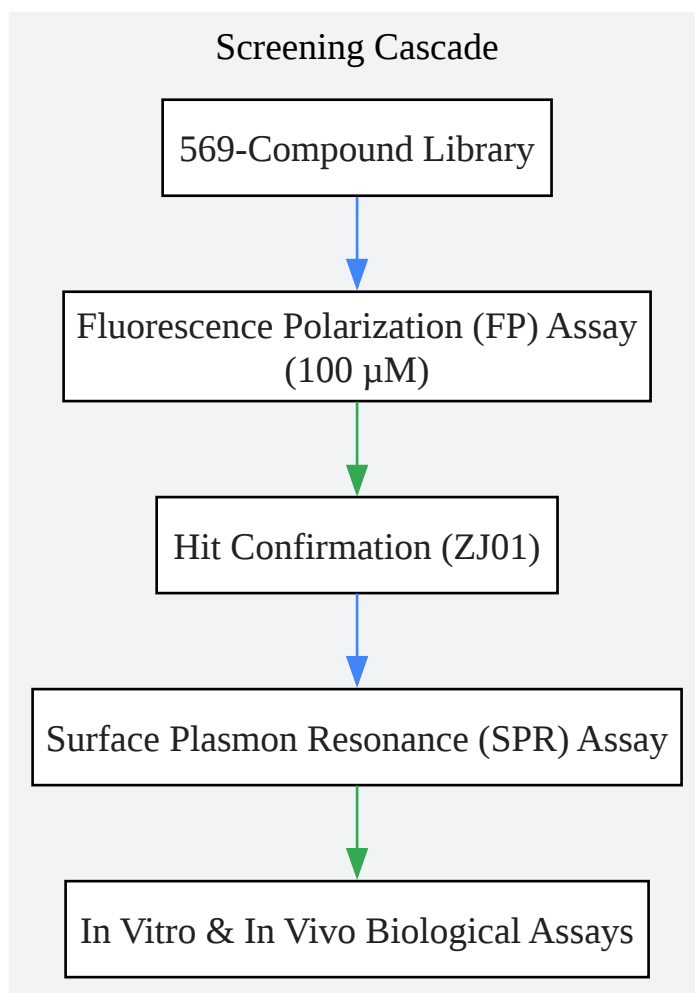 Screening Cascade
569-Compound Library
Fluorescence Polarization (FP) Assay
(100 µM)
Hit Confirmation (ZJ01)
Surface Plasmon Resonance (SPR) Assay
In Vitro & In Vivo Biological Assays